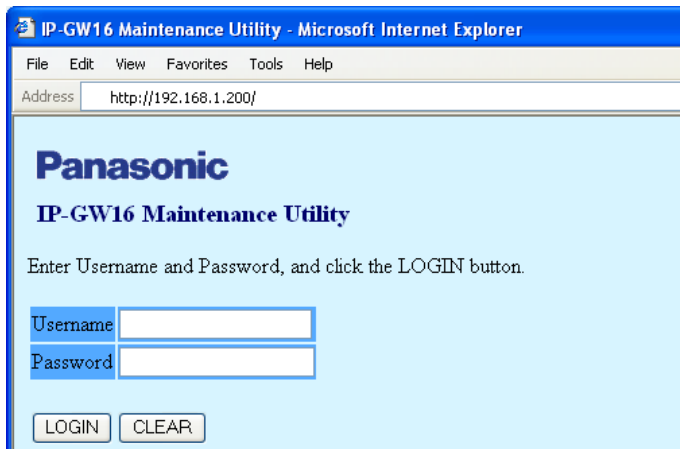 IP-GW16 Maintenance Utility - Microsoft Internet Explorer
File Edit View Favorites Tools Help
Address http://192.168.1.200/
Panasonic
IP-GW16 Maintenance Utility
Enter Username and Password, and click the LOGIN button.
Username
Password
LOGIN CLEAR